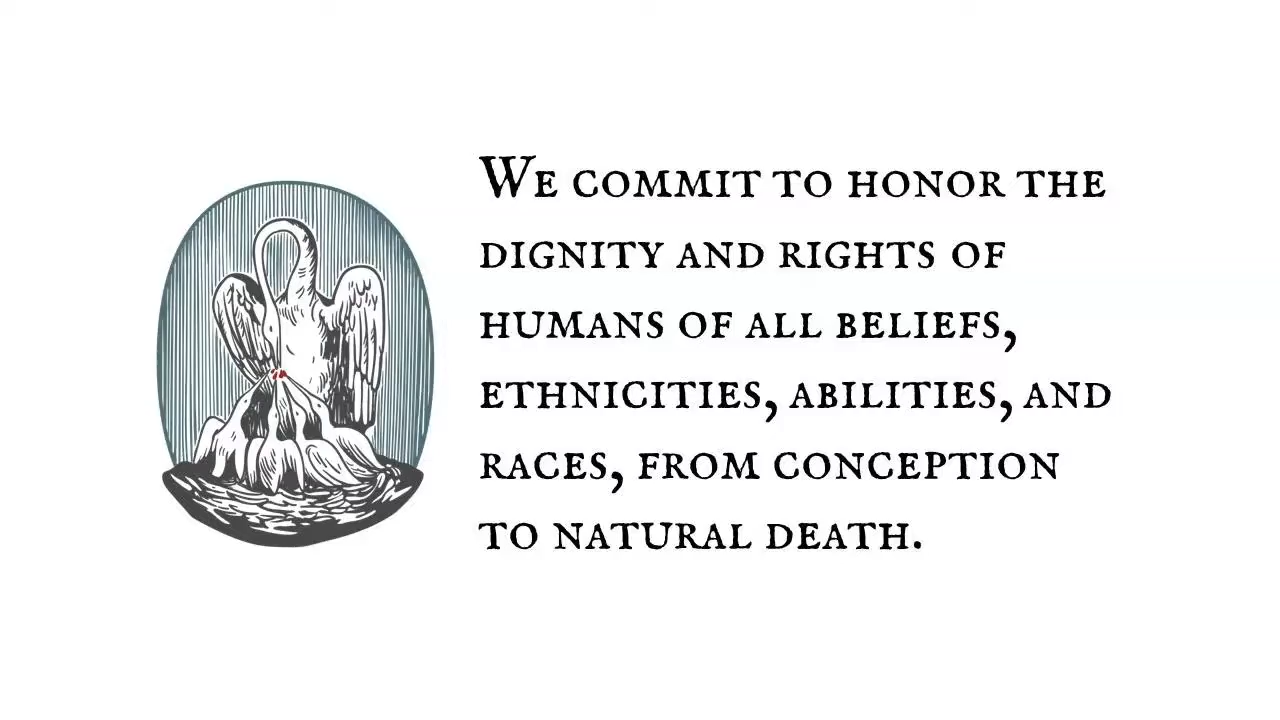 We commit to honor the
dignity and rights of
humans of all beliefs,
ethnicities, abilities, and
races, from conception
to natural death.